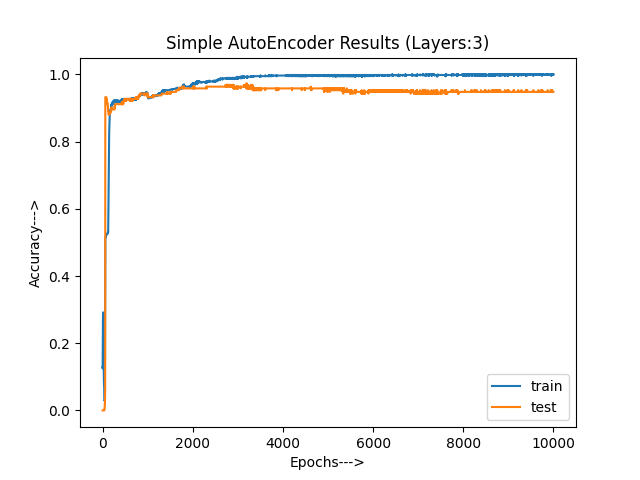 Simple AutoEncoder Results (Layers:3)
1.0
0.8
0.6
0.4
0.2
0.0
Accuracy--->
0 2000 4000 6000 8000 10000
Epochs--->
train
test